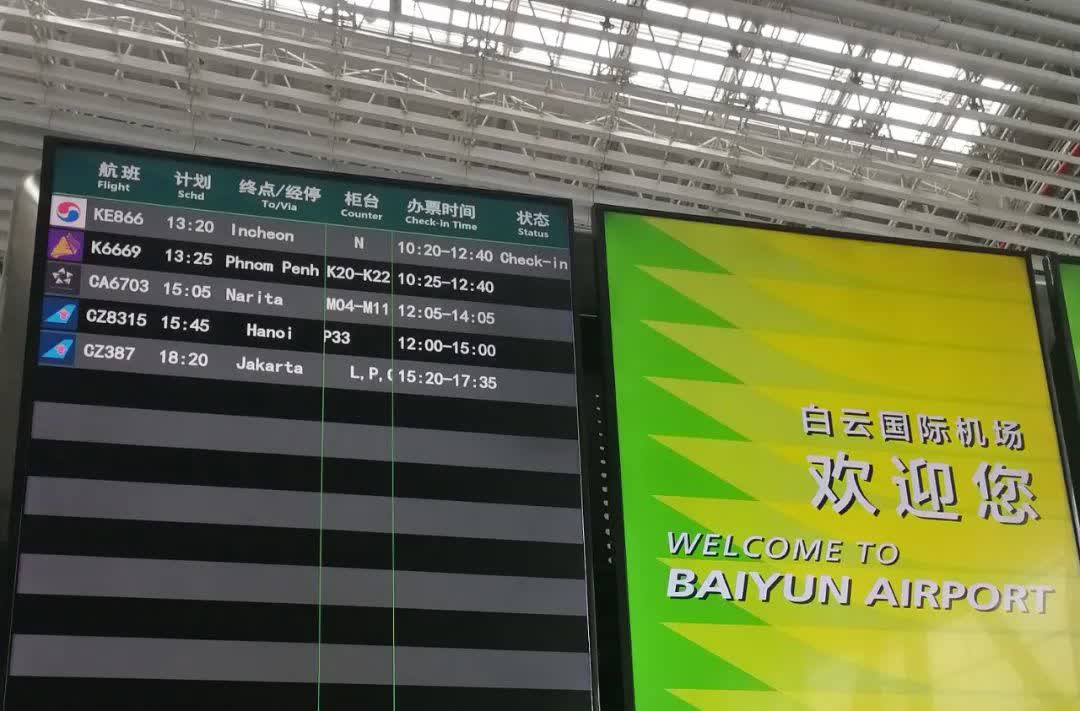 航班 计划 终点/经停 柜台 办票时间 状态
Flight Schd To/Via Counter Check-in Time Status
KE866 13:20 Incheon N 10:20-12:40 Check-in
K6669 13:25 Phnom Penh K20-K22 10:25-12:40
CA6703 15:05 Narita M04-M11 12:05-14:05
CZ8315 15:45 Hanoi P33 12:00-15:00
CZ387 18:20 Jakarta L,P, 15:20-17:35
白云国际机场
欢迎您
WELCOME TO
BAIYUN AIRPORT